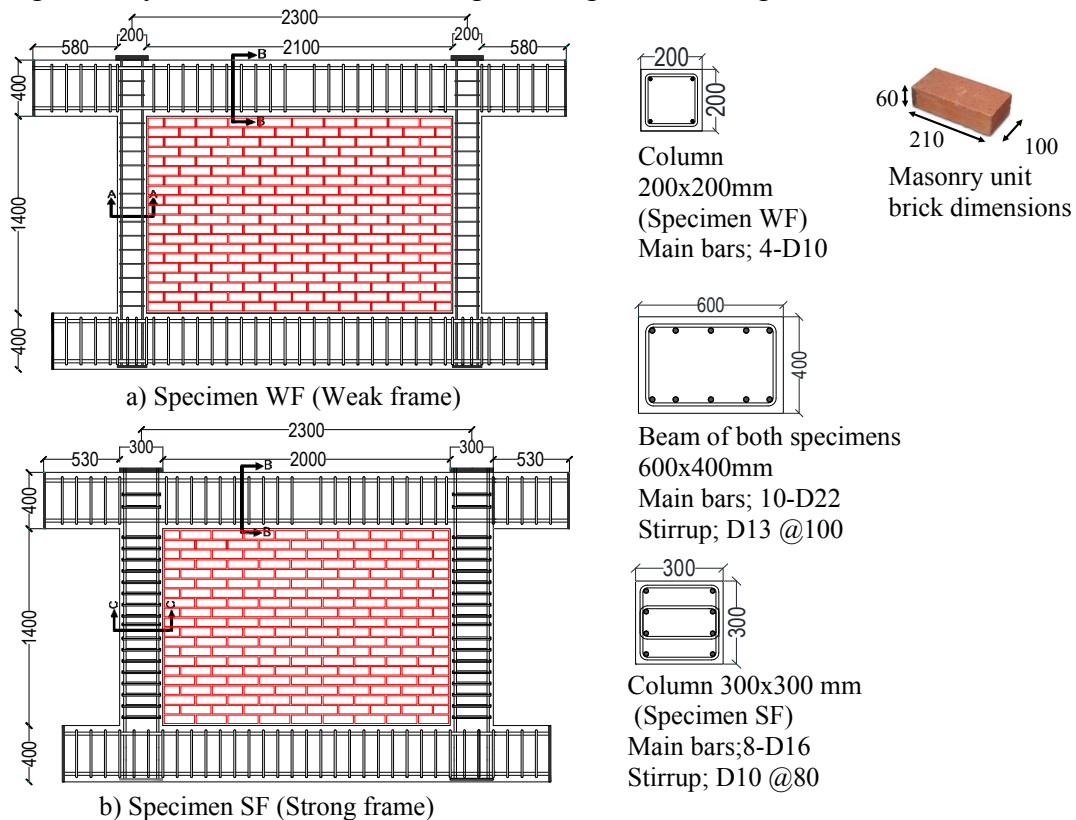 2300
580
200
2100
200
580
B
B
400
1400
400
A
A
a) Specimen WF (Weak frame)
2300
530
300
2000
300
530
B
B
400
1400
400
C
C
b) Specimen SF (Strong frame)
200
200
Column
200x200mm
(Specimen WF)
Main bars; 4-D10
60
210
100
Masonry unit
brick dimensions
600
400
Beam of both specimens
600x400mm
Main bars; 10-D22
Stirrup; D13 @100
300
300
Column 300x300 mm
(Specimen SF)
Main bars;8-D16
Stirrup; D10 @80